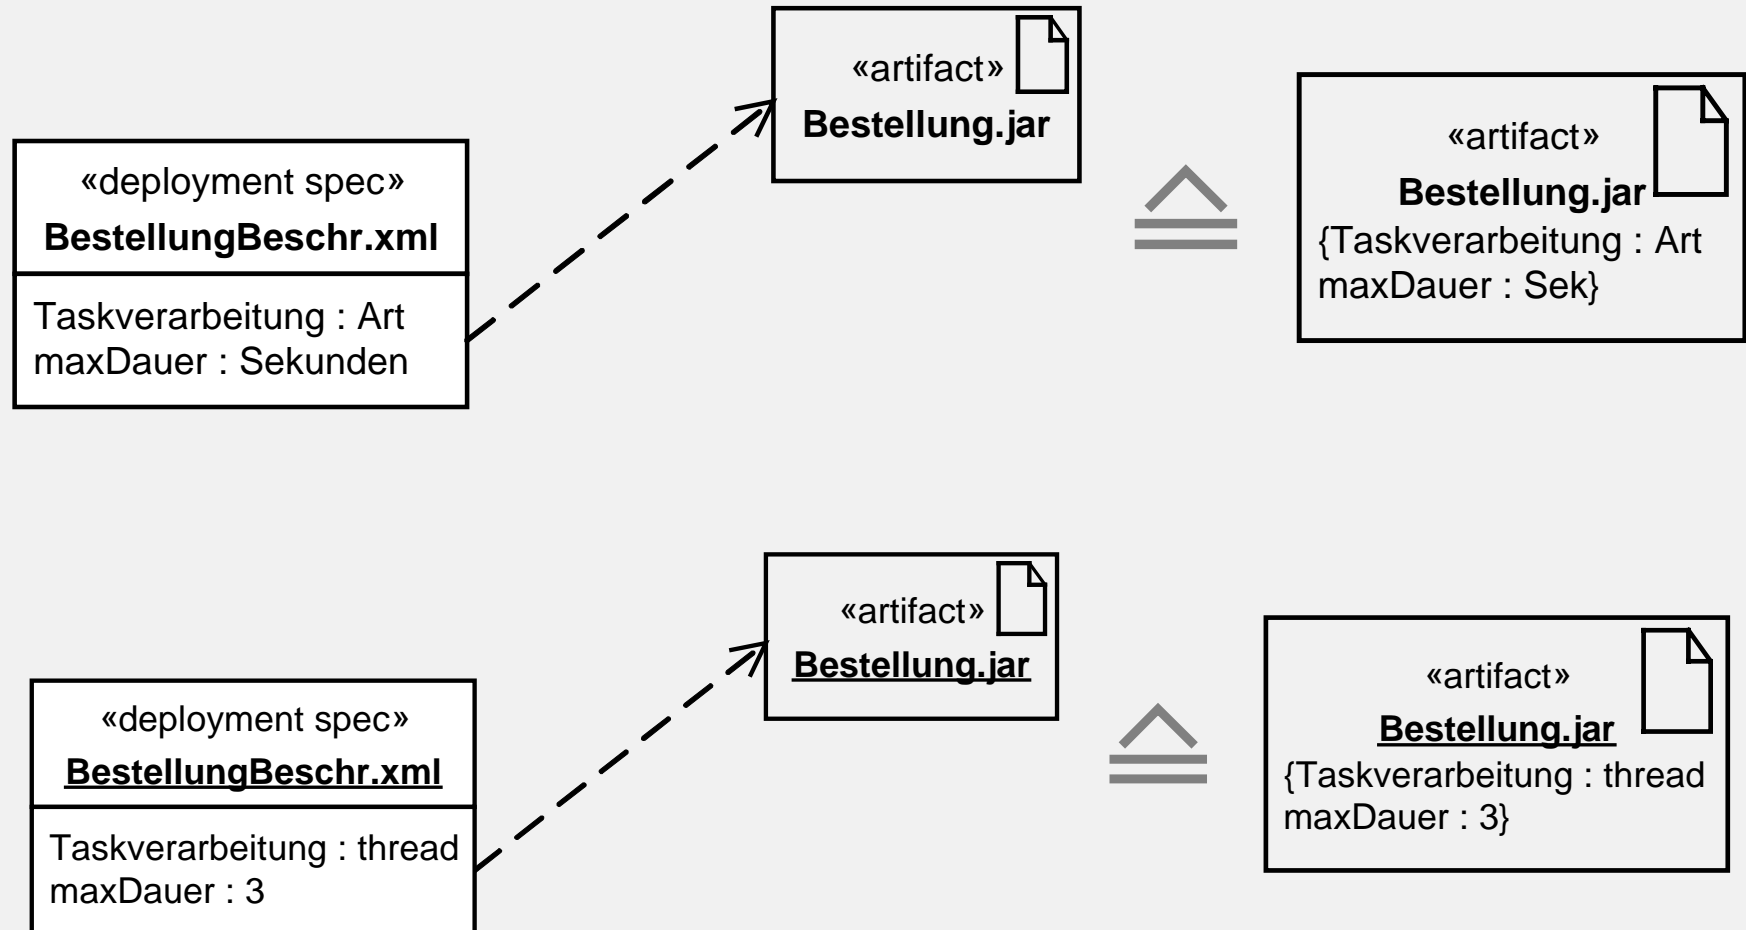 «artifact»
Bestellung.jar
«deployment spec»
BestellungBeschr.xml
Taskverarbeitung : Art
maxDauer : Sekunden
«artifact»
Bestellung.jar
{Taskverarbeitung : Art
maxDauer : Sek}
«artifact»
Bestellung.jar
«deployment spec»
BestellungBeschr.xml
Taskverarbeitung : thread
maxDauer : 3
«artifact»
Bestellung.jar
{Taskverarbeitung : thread
maxDauer : 3}